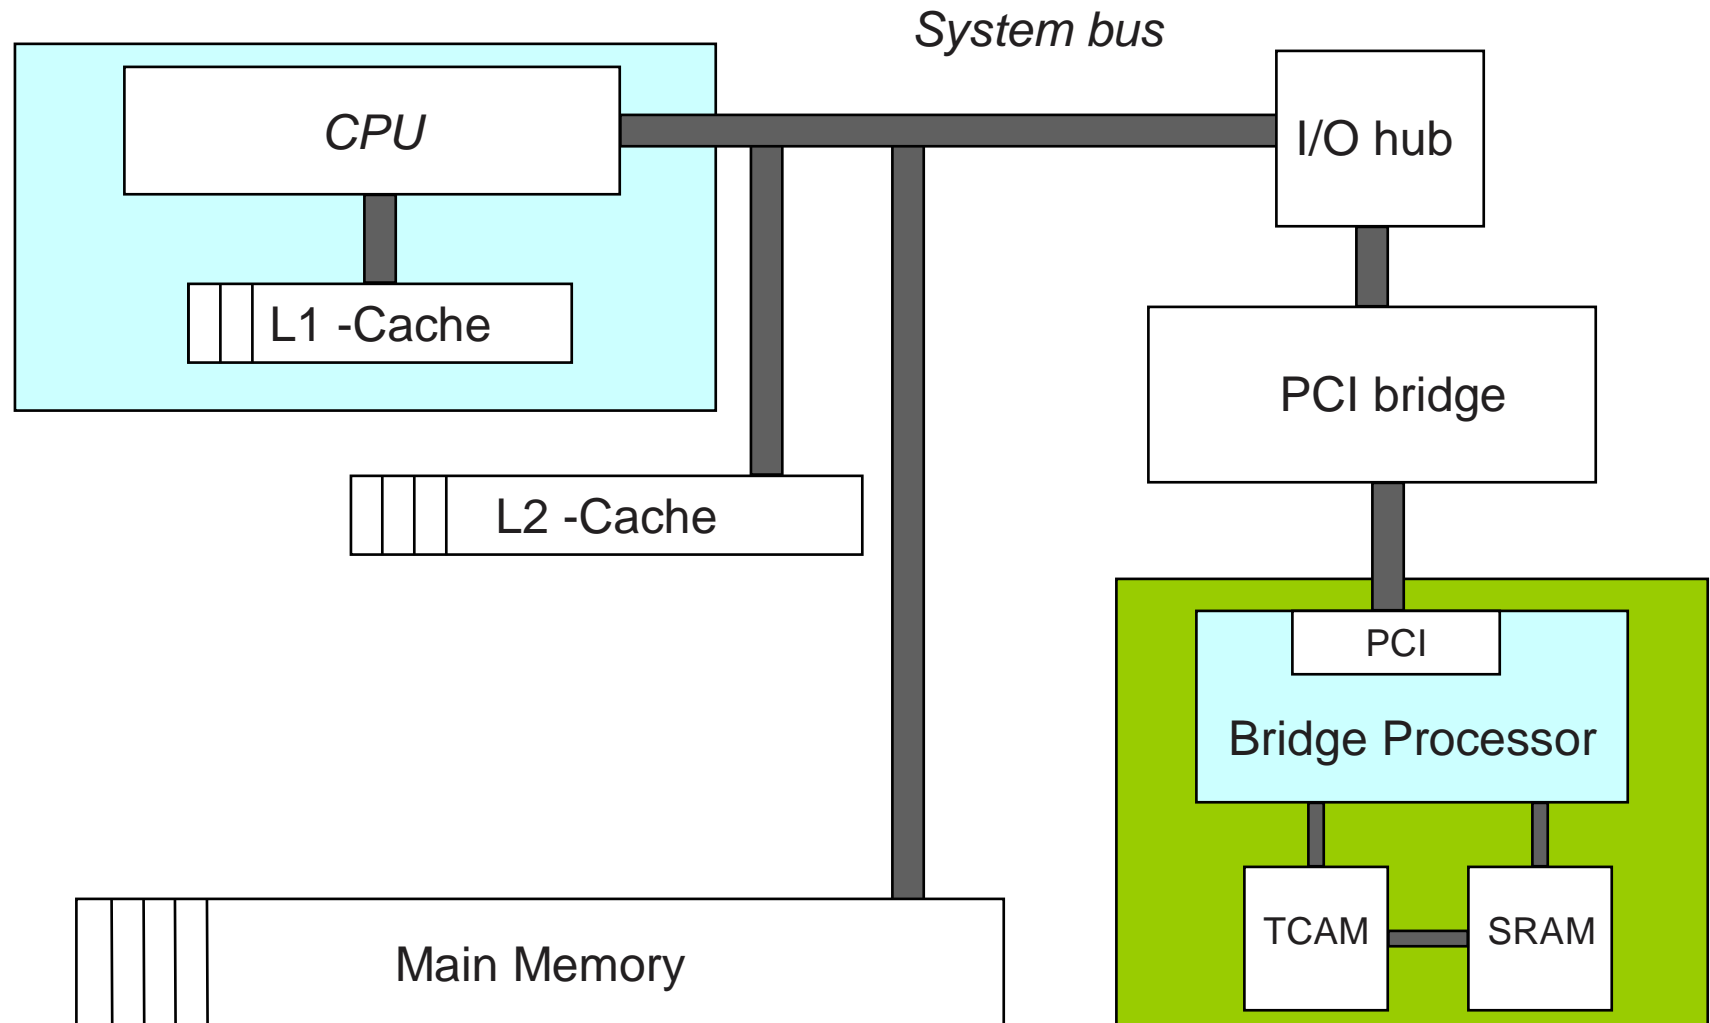 System bus
CPU
I/O hub
L1 -Cache
PCI bridge
L2 -Cache
PCI
Bridge Processor
TCAM
SRAM
Main Memory